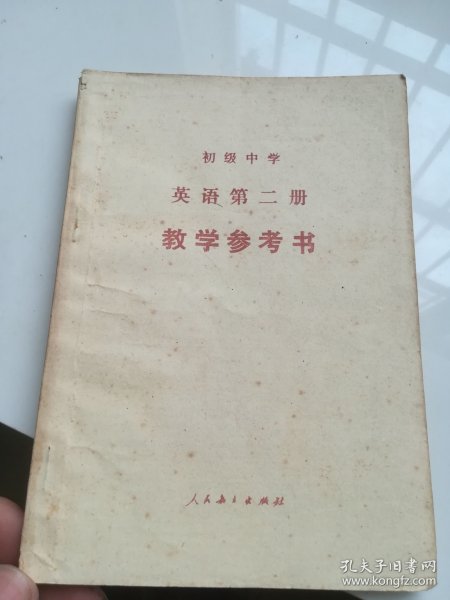 初级中学
英语第二册
教学参考书
人民教育出版社
孔夫子旧书网
www.kongfz.com